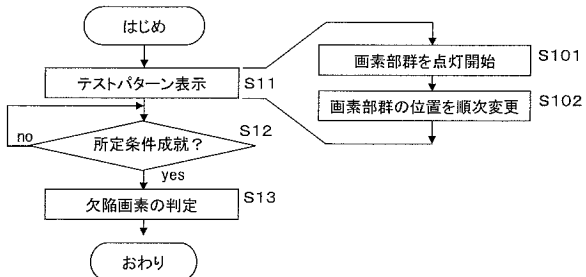 はじめ
テストパターン表示
S11
所定条件成就？
S12
no
yes
欠陥画素の判定
S13
おわり
画素部群を点灯開始
S101
画素部群の位置を順次変更
S102